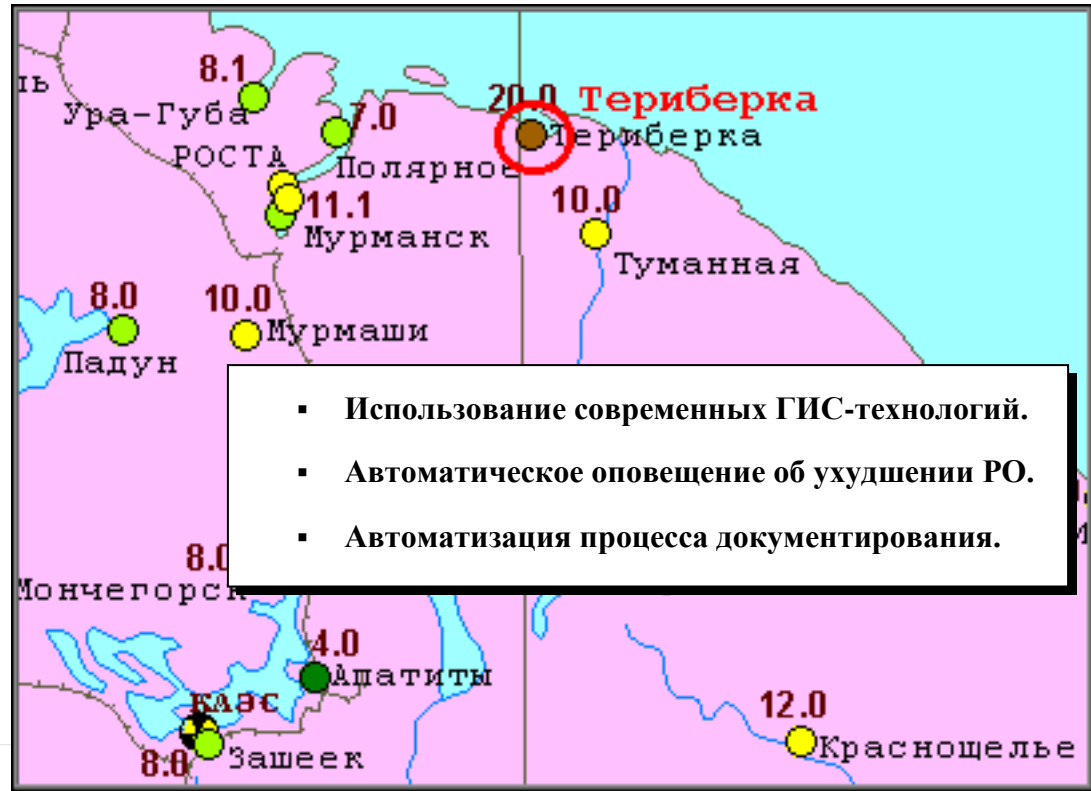 8.1
20.0 Териберка
ль
Ура-Губа
7.0
Териберка
РОСТА
Полярное
11.1
10.0
Мурманск
Туманная
8.0
10.0
Мурмаши
Падун
▪ Использование современных ГИС-технологий.
▪ Автоматическое оповещение об ухудшении РО.
▪ Автоматизация процесса документирования.
8.0
Мончегорск
4.0
Апатиты
КАЭС
12.0
8.0
Зашеек
Краснощелье